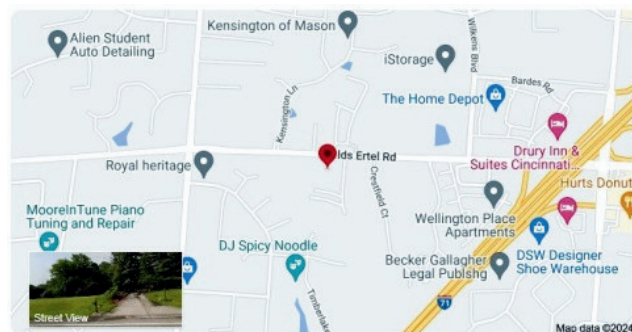 Alien Student
Auto Detailing
Kensington of Mason
iStorage
Wilkens Blvd
Bardes Rd
The Home Depot
Kensington Ln
lds Ertel Rd
Drury Inn &
Suites Cincinnati...
Royal heritage
Crestfield Ct
Hurts Donut
Wellington Place
Apartments
MooreInTune Piano
Tuning and Repair
DJ Spicy Noodle
Becker Gallagher
Legal Publshg
DSW Designer
Shoe Warehouse
Timberlake
71
Street View
Map data ©2024